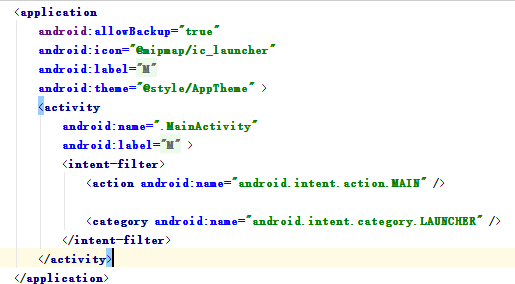 <application
android:allowBackup="true"
android:icon="@mipmap/ic_launcher"
android:label="M"
android:theme="@style/AppTheme" >
<activity
android:name=".MainActivity"
android:label="M" >
<intent-filter>
<action android:name="android.intent.action.MAIN" />
<category android:name="android.intent.category.LAUNCHER" />
</intent-filter>
</activity>
</application>